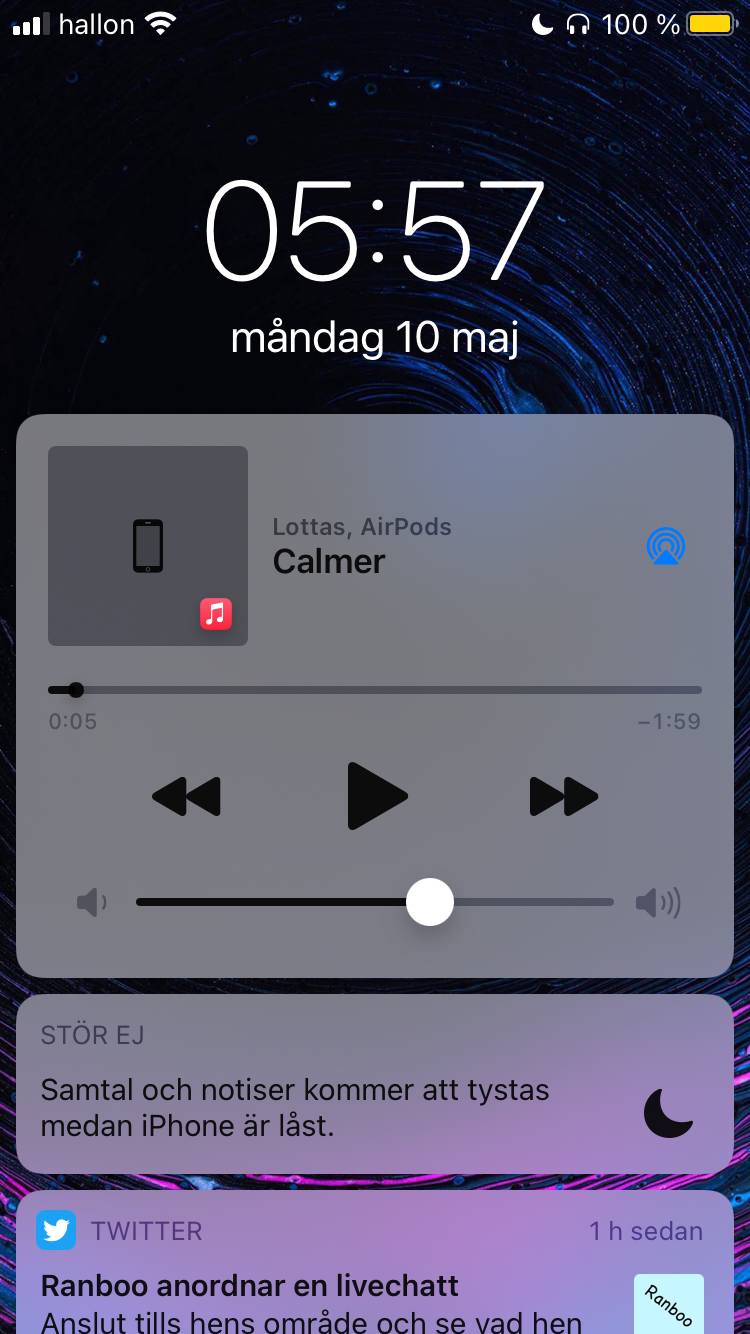 hallon 100 %
05:57
måndag 10 maj
Lottas, AirPods
Calmer
0:05 −1:59
STÖR EJ
Samtal och notiser kommer att tystas
medan iPhone är låst.
TWITTER 1 h sedan
Ranboo anordnar en livechatt
Anslut tills hens område och se vad hen
Ranboo